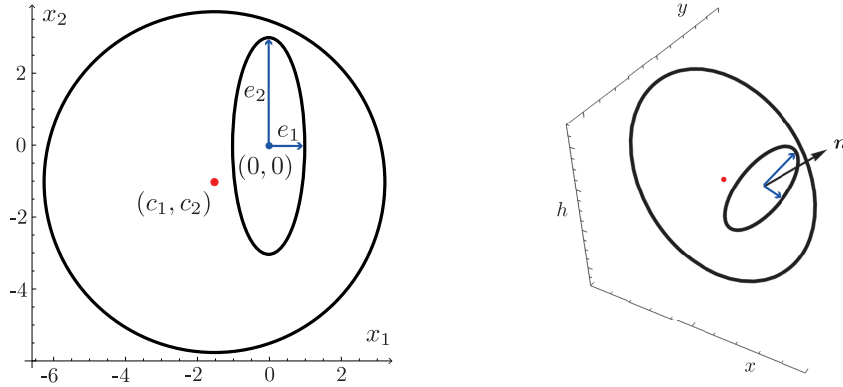 x₂
2
0
-2
-4
-6 -4 -2 0 2
x₁
e₂
e₁
(0, 0)
(c₁, c₂)
y
n
h
x